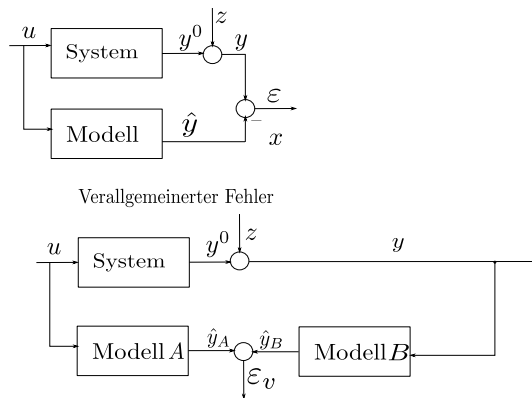 u
z
System
y⁰
y
ε
−
Modell
ŷ
x
Verallgemeinerter Fehler
u
z
System
y⁰
y
Modell A
ŷ_A
ŷ_B
Modell B
ε_v